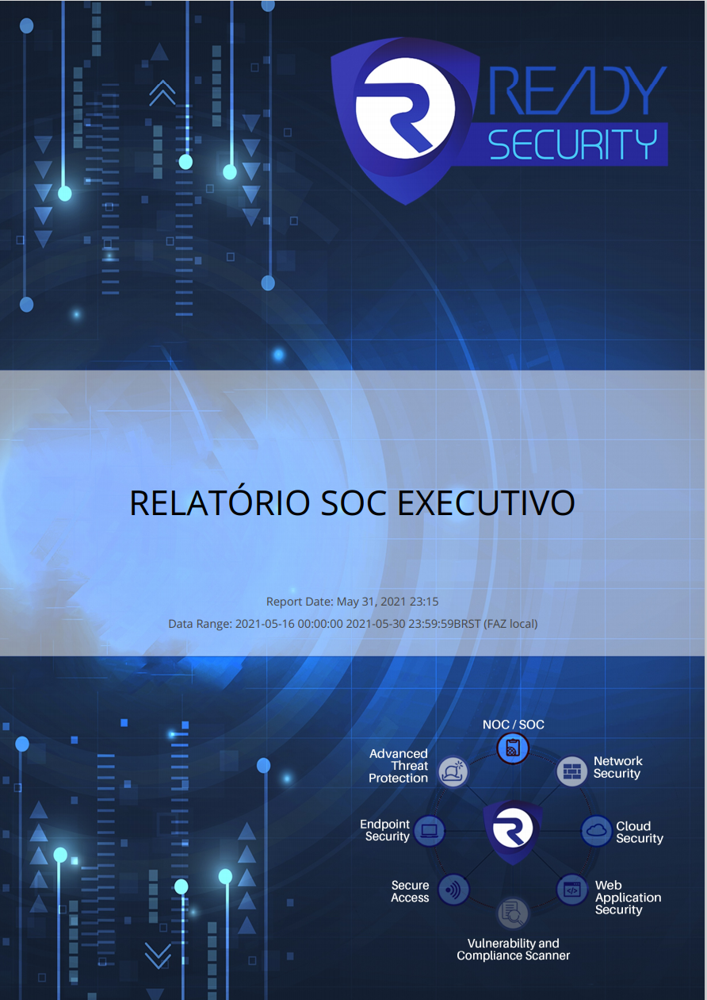 READY
SECURITY
RELATÓRIO SOC EXECUTIVO
Report Date: May 31, 2021 23:15
Data Range: 2021-05-16 00:00:00 2021-05-30 23:59:59BRST (FAZ local)
NOC / SOC
Advanced
Threat
Protection
Network
Security
Endpoint
Security
Cloud
Security
Secure
Access
Web
Application
Security
Vulnerability and
Compliance Scanner